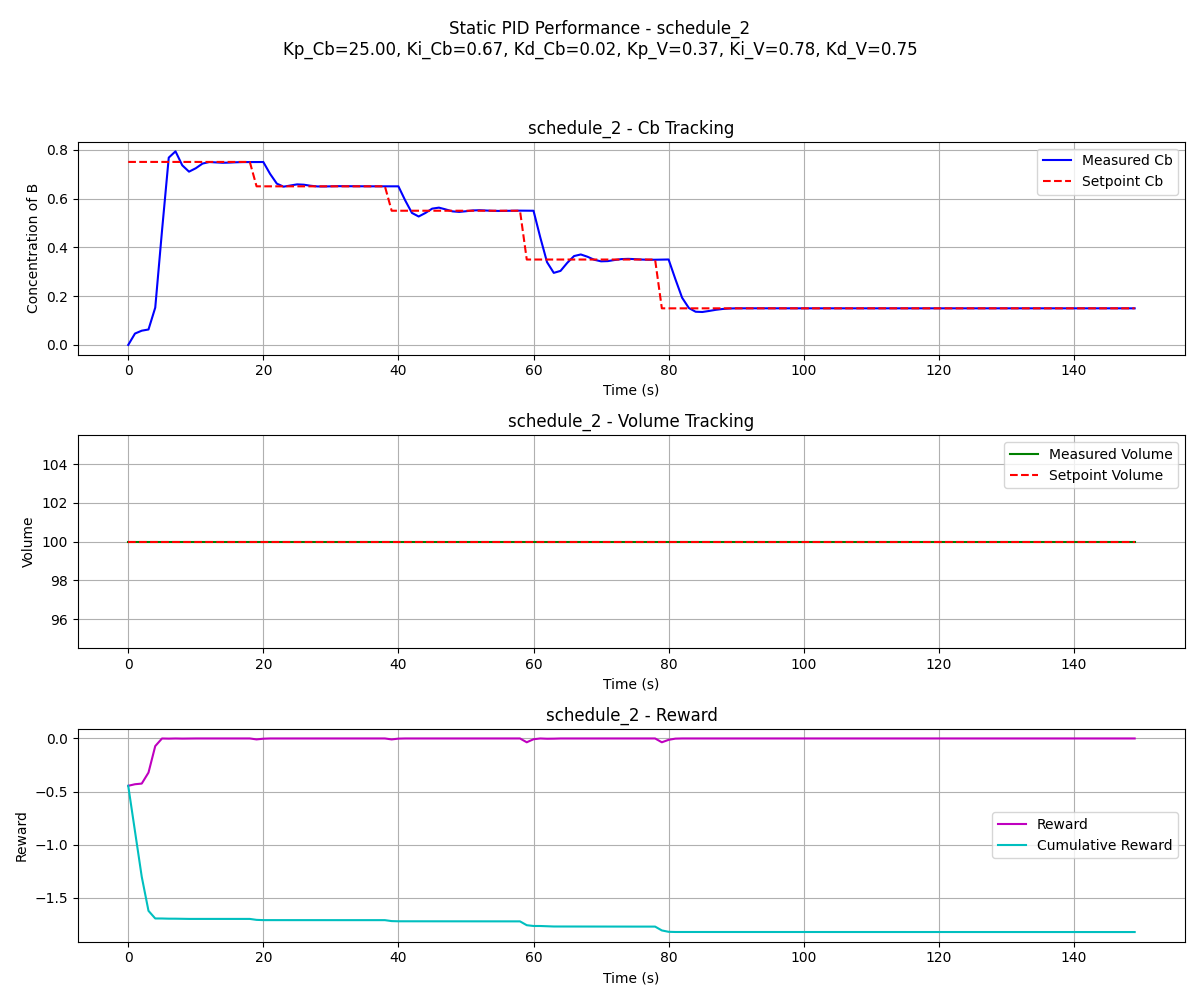 Static PID Performance - schedule_2
Kp_Cb=25.00, Ki_Cb=0.67, Kd_Cb=0.02, Kp_V=0.37, Ki_V=0.78, Kd_V=0.75
schedule_2 - Cb Tracking
Concentration of B
0.8
0.6
0.4
0.2
0.0
Measured Cb
Setpoint Cb
0 20 40 60 80 100 120 140
Time (s)
schedule_2 - Volume Tracking
Volume
104
102
100
98
96
Measured Volume
Setpoint Volume
0 20 40 60 80 100 120 140
Time (s)
schedule_2 - Reward
Reward
0.0
−0.5
−1.0
−1.5
Reward
Cumulative Reward
0 20 40 60 80 100 120 140
Time (s)